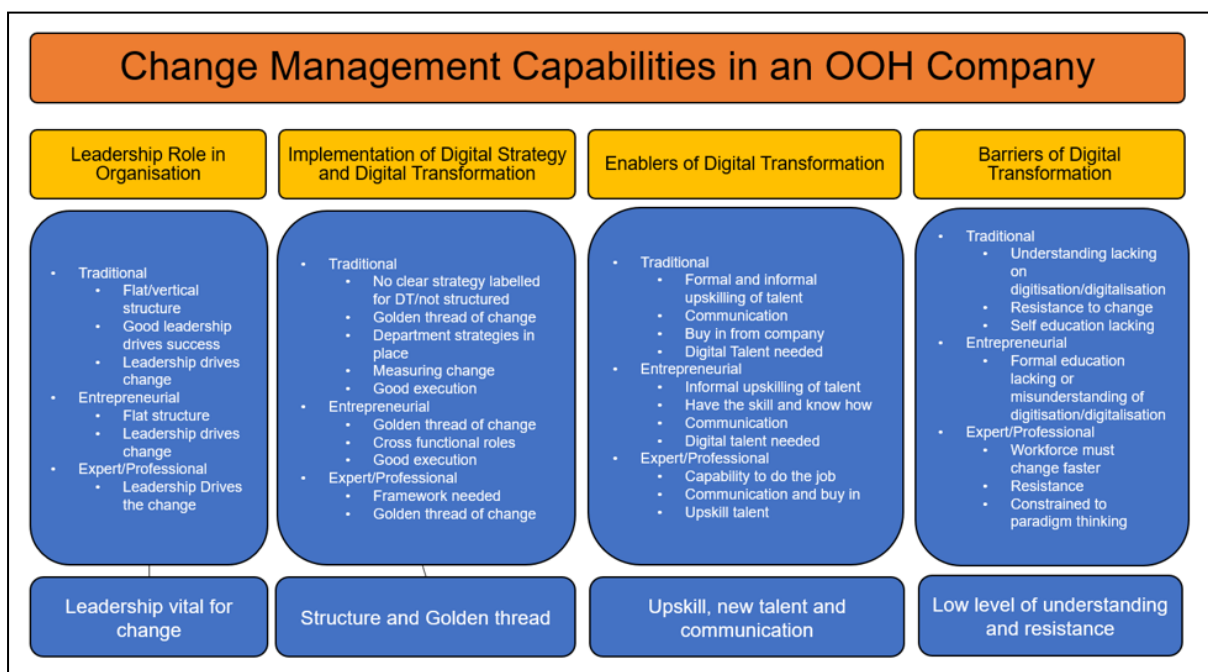 Change Management Capabilities in an OOH Company
Leadership Role in
Organisation
• Traditional
• Flat/vertical
structure
• Good leadership
drives success
• Leadership drives
change
• Entrepreneurial
• Flat structure
• Leadership drives
change
• Expert/Professional
• Leadership Drives
the change
Leadership vital for
change
Implementation of Digital Strategy
and Digital Transformation
• Traditional
• No clear strategy labelled
for DT/not structured
• Golden thread of change
• Department strategies in
place
• Measuring change
• Good execution
• Entrepreneurial
• Golden thread of change
• Cross functional roles
• Good execution
• Expert/Professional
• Framework needed
• Golden thread of change
Structure and Golden thread
Enablers of Digital Transformation
• Traditional
• Formal and informal
upskilling of talent
• Communication
• Buy in from company
• Digital Talent needed
• Entrepreneurial
• Informal upskilling of talent
• Have the skill and know how
• Communication
• Digital talent needed
• Expert/Professional
• Capability to do the job
• Communication and buy in
• Upskill talent
Upskill, new talent and
communication
Barriers of Digital
Transformation
• Traditional
• Understanding lacking
on
digitisation/digitalisation
• Resistance to change
• Self education lacking
• Entrepreneurial
• Formal education
lacking or
misunderstanding of
digitisation/digitalisation
• Expert/Professional
• Workforce must
change faster
• Resistance
• Constrained to
paradigm thinking
Low level of understanding
and resistance